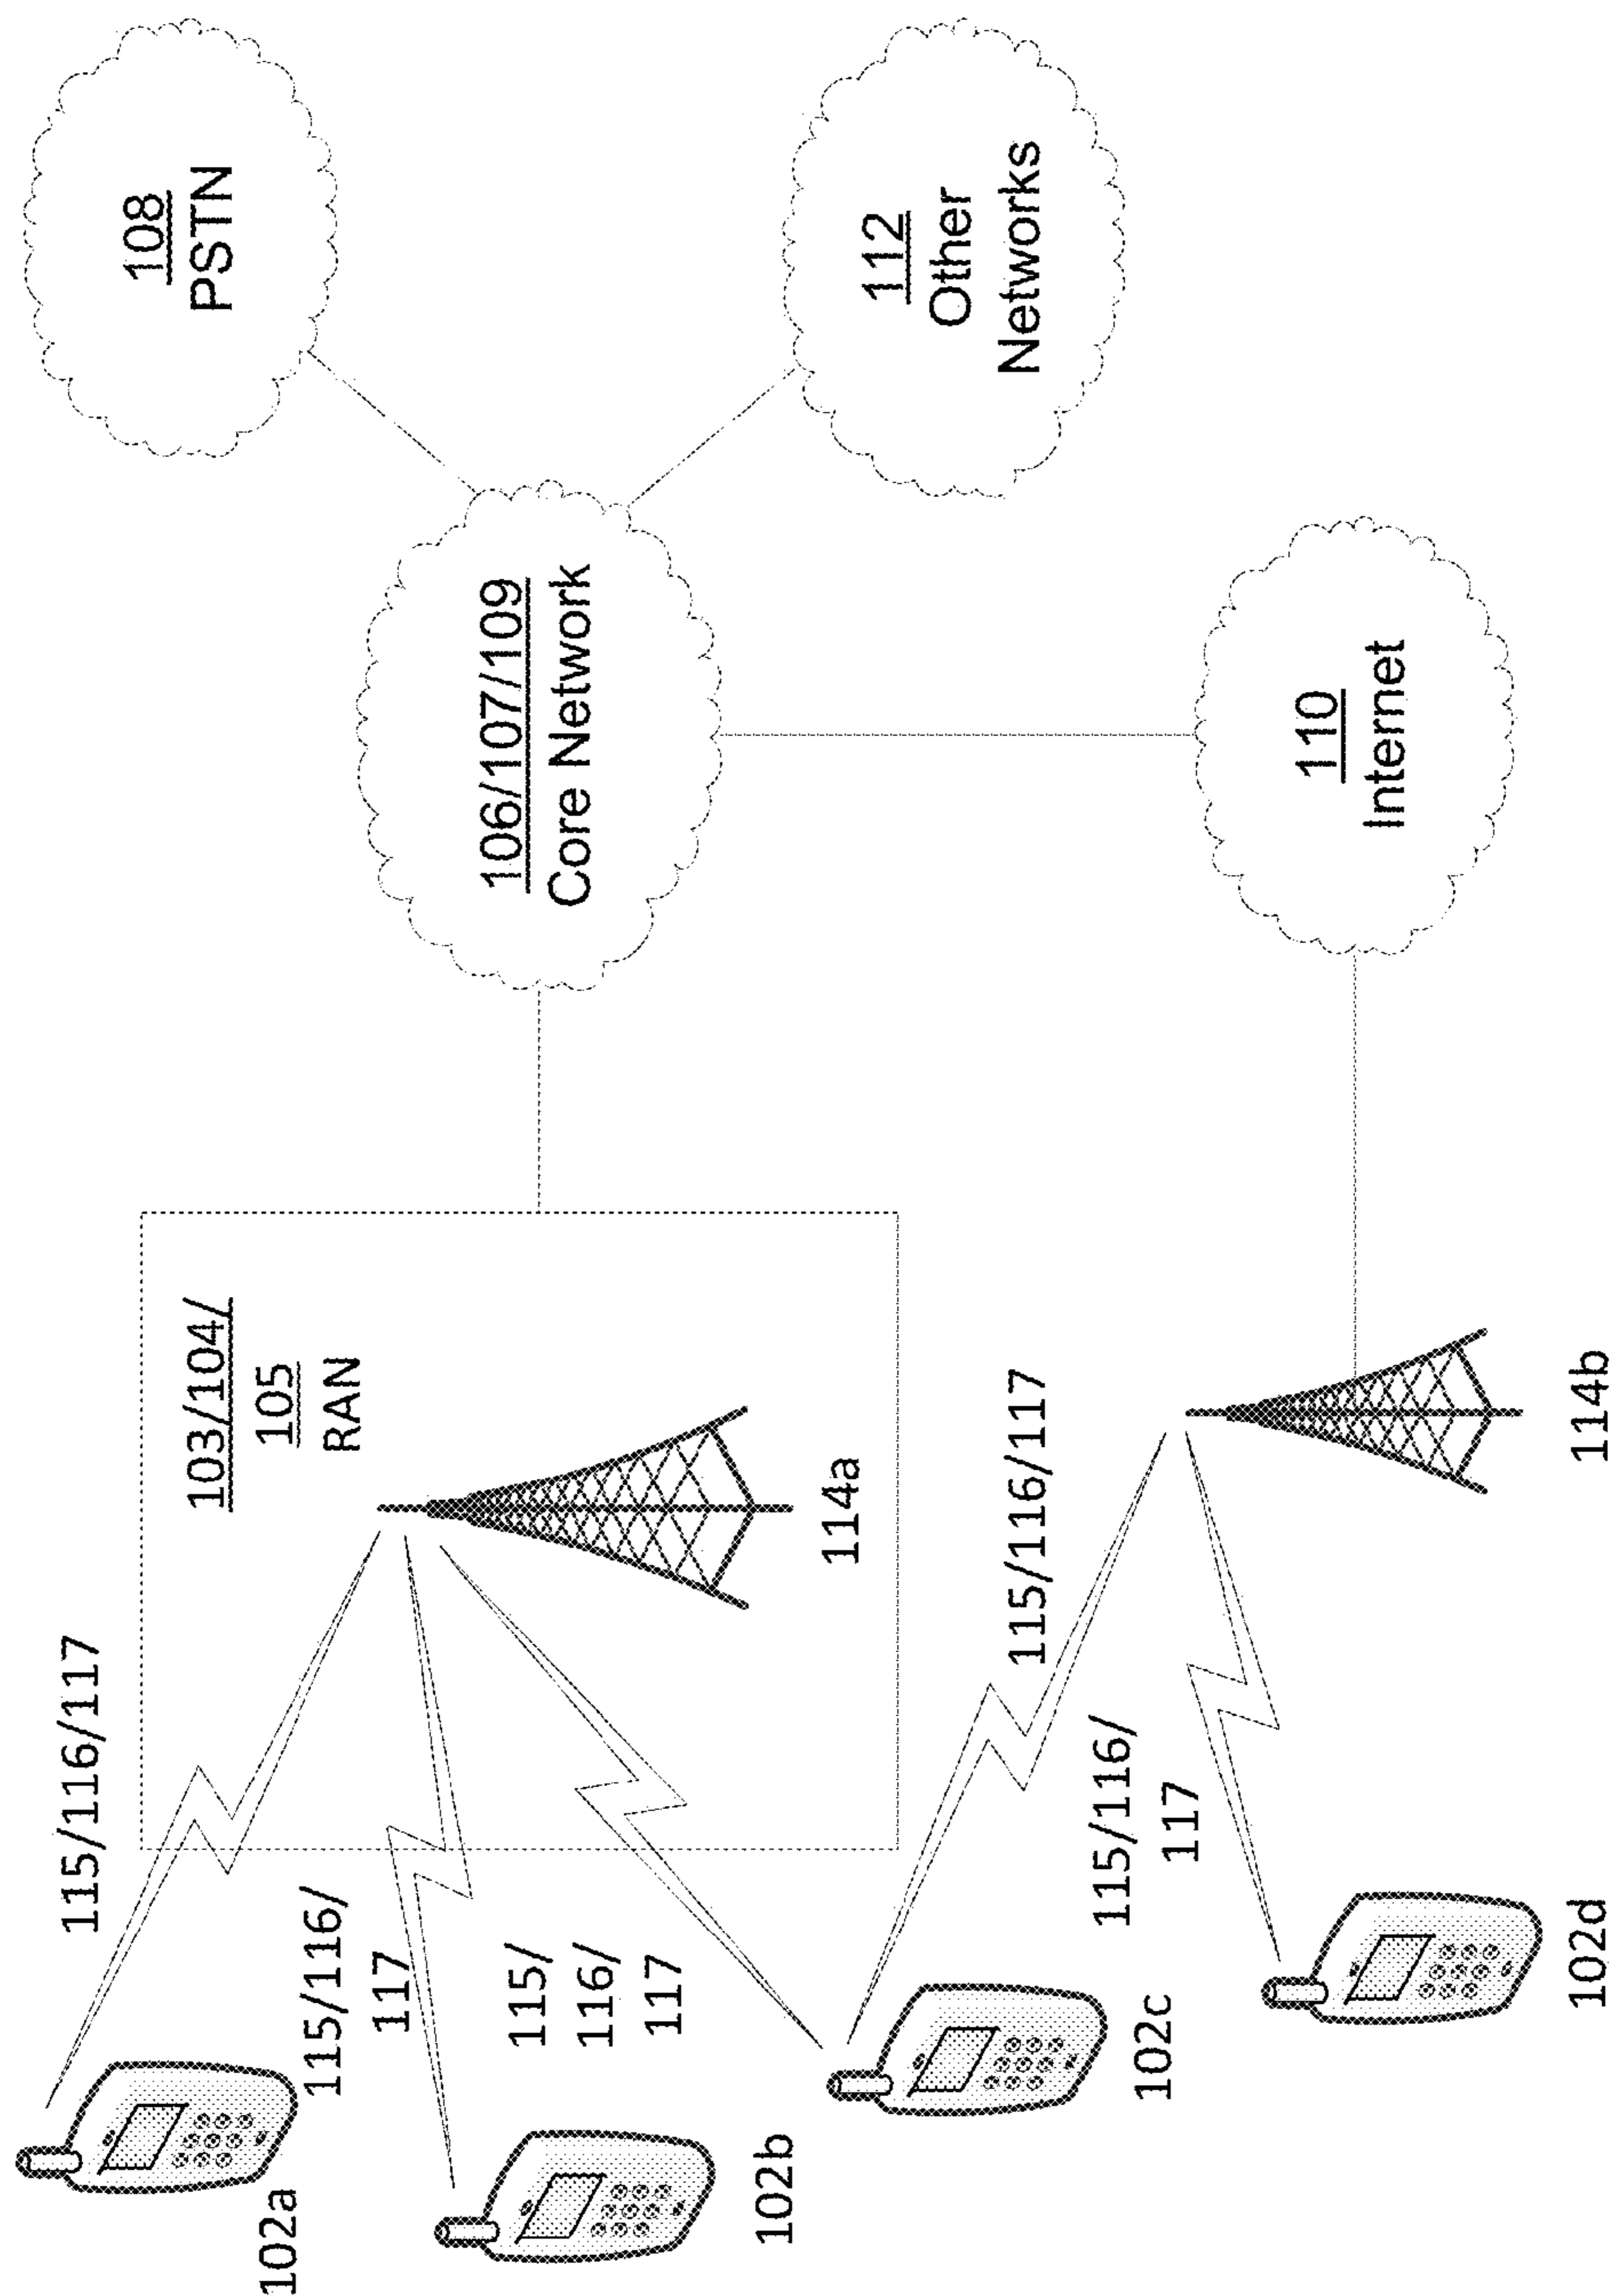 102a
115/116/117
103/104/
105
RAN
108
PSTN
115/116/
117
106/107/109
Core Network
102b
115/
116/
117
114a
112
Other
Networks
102c
115/116/117
115/116/
117
110
Internet
102d
114b